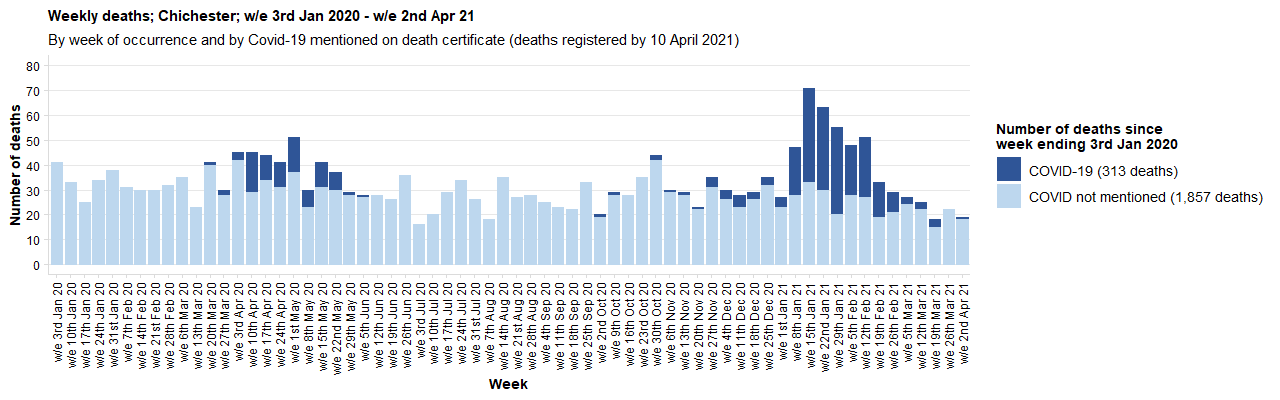 Weekly deaths; Chichester; w/e 3rd Jan 2020 - w/e 2nd Apr 21
By week of occurrence and by Covid-19 mentioned on death certificate (deaths registered by 10 April 2021)
Number of deaths
80
70
60
50
40
30
20
10
0
w/e 3rd Jan 20
w/e 10th Jan 20
w/e 17th Jan 20
w/e 24th Jan 20
w/e 31st Jan 20
w/e 7th Feb 20
w/e 14th Feb 20
w/e 21st Feb 20
w/e 28th Feb 20
w/e 6th Mar 20
w/e 13th Mar 20
w/e 20th Mar 20
w/e 27th Mar 20
w/e 3rd Apr 20
w/e 10th Apr 20
w/e 17th Apr 20
w/e 24th Apr 20
w/e 1st May 20
w/e 8th May 20
w/e 15th May 20
w/e 22nd May 20
w/e 29th May 20
w/e 5th Jun 20
w/e 12th Jun 20
w/e 19th Jun 20
w/e 26th Jun 20
w/e 3rd Jul 20
w/e 10th Jul 20
w/e 17th Jul 20
w/e 24th Jul 20
w/e 31st Jul 20
w/e 7th Aug 20
w/e 14th Aug 20
w/e 21st Aug 20
w/e 28th Aug 20
w/e 4th Sep 20
w/e 11th Sep 20
w/e 18th Sep 20
w/e 25th Sep 20
w/e 2nd Oct 20
w/e 9th Oct 20
w/e 16th Oct 20
w/e 23rd Oct 20
w/e 30th Oct 20
w/e 6th Nov 20
w/e 13th Nov 20
w/e 20th Nov 20
w/e 27th Nov 20
w/e 4th Dec 20
w/e 11th Dec 20
w/e 18th Dec 20
w/e 25th Dec 20
w/e 1st Jan 21
w/e 8th Jan 21
w/e 15th Jan 21
w/e 22nd Jan 21
w/e 29th Jan 21
w/e 5th Feb 21
w/e 12th Feb 21
w/e 19th Feb 21
w/e 26th Feb 21
w/e 5th Mar 21
w/e 12th Mar 21
w/e 19th Mar 21
w/e 26th Mar 21
w/e 2nd Apr 21
Week
Number of deaths since
week ending 3rd Jan 2020
COVID-19 (313 deaths)
COVID not mentioned (1,857 deaths)